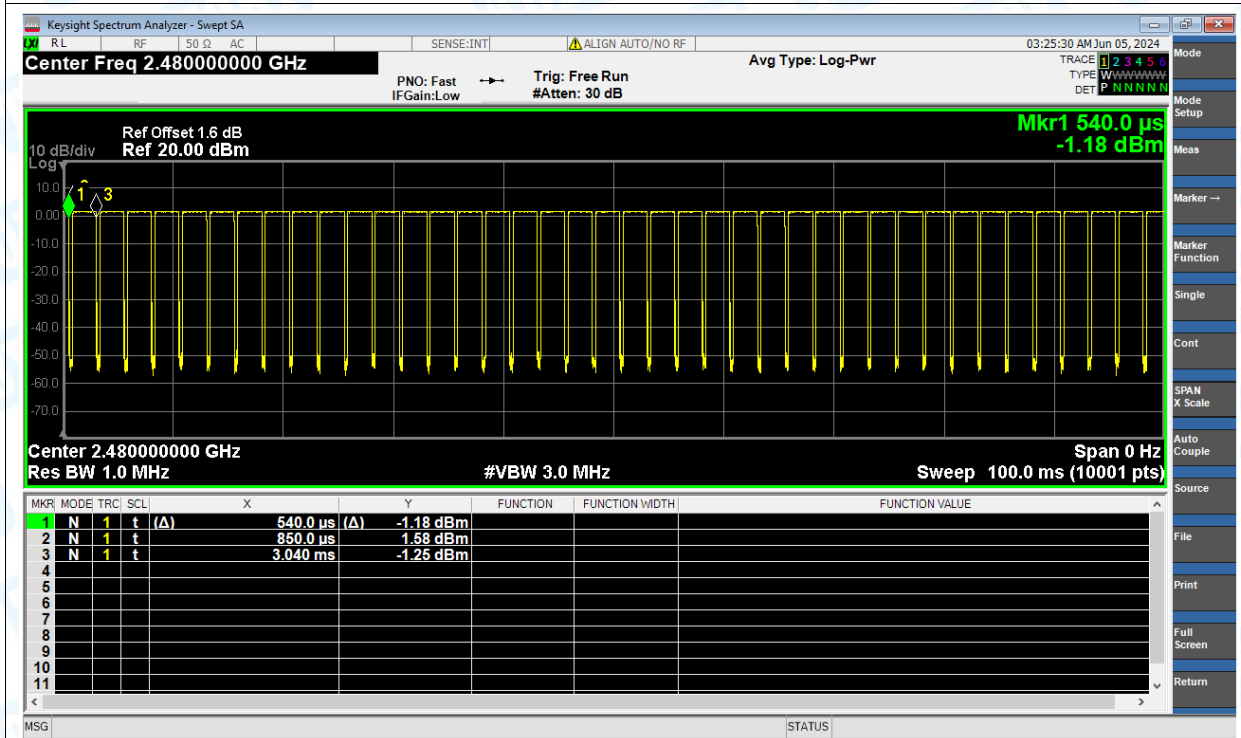 Keysight Spectrum Analyzer - Swept SA
LXI RL RF 50 Ω AC SENSE:INT ALIGN AUTO/NO RF 03:25:30 AM Jun 05, 2024
Center Freq 2.480000000 GHz
PNO: Fast
IFGain:Low
Trig: Free Run
#Atten: 30 dB
Avg Type: Log-Pwr
TRACE 1 2 3 4 5 6
TYPE WWWWWW
DET P N N N N N
Ref Offset 1.6 dB
10 dB/div Ref 20.00 dBm
Log
Mkr1 540.0 µs
-1.18 dBm
10.0
0.00
-10.0
-20.0
-30.0
-40.0
-50.0
-60.0
-70.0
1 3
Center 2.480000000 GHz Span 0 Hz
Res BW 1.0 MHz #VBW 3.0 MHz Sweep 100.0 ms (10001 pts)
MKR MODE TRC SCL X Y FUNCTION FUNCTION WIDTH FUNCTION VALUE
1 N 1 t (Δ) 540.0 µs (Δ) -1.18 dBm
2 N 1 t 850.0 µs 1.58 dBm
3 N 1 t 3.040 ms -1.25 dBm
4
5
6
7
8
9
10
11
MSG STATUS
Mode
Mode
Setup
Meas
Marker →
Marker
Function
Single
Cont
SPAN
X Scale
Auto
Couple
Source
File
Print
Full
Screen
Return